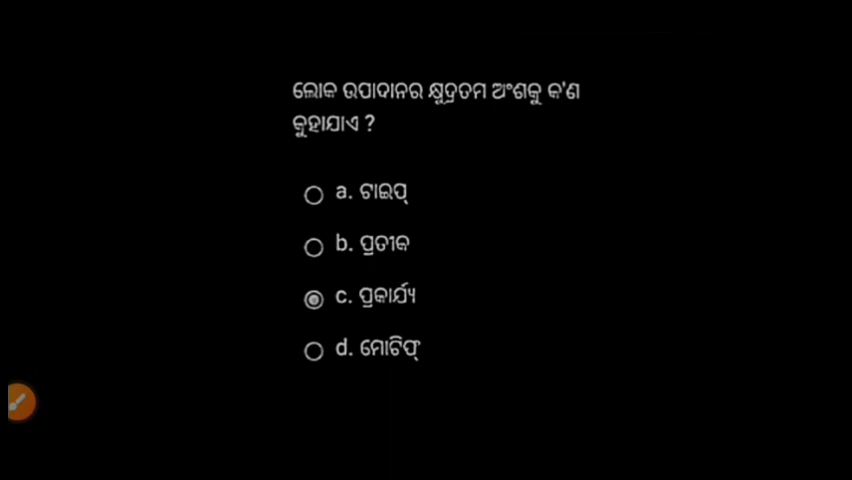 ଲୋକ ଉପାଦାନର କ୍ଷୁଦ୍ରତମ ଅଂଶକୁ କ'ଣ
କୁହାଯାଏ ?
a. ଟାଇପ୍
b. ପ୍ରତୀକ
c. ପ୍ରକାର୍ଯ୍ୟ
d. ମୋଟିଫ୍